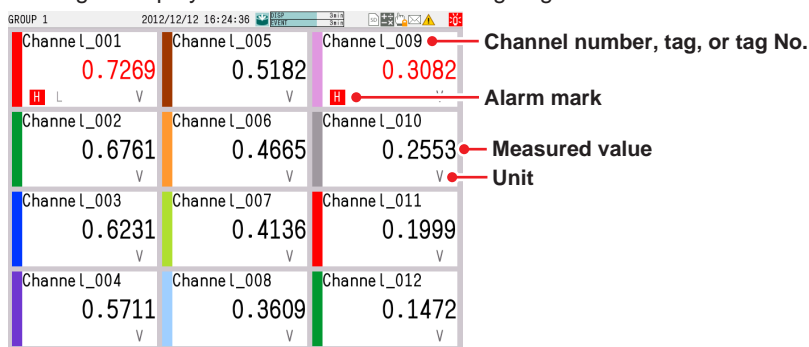 GROUP 1 2012/12/12 16:24:36 DISP 3min
EVENT 3min
Channel_001 Channel_005 Channel_009 Channel number, tag, or tag No.
0.7269 0.5182 0.3082
H L V V H V Alarm mark
Channel_002 Channel_006 Channel_010
0.6761 0.4665 0.2553 Measured value
V V V Unit
Channel_003 Channel_007 Channel_011
0.6231 0.4136 0.1999
V V V
Channel_004 Channel_008 Channel_012
0.5711 0.3609 0.1472
V V V